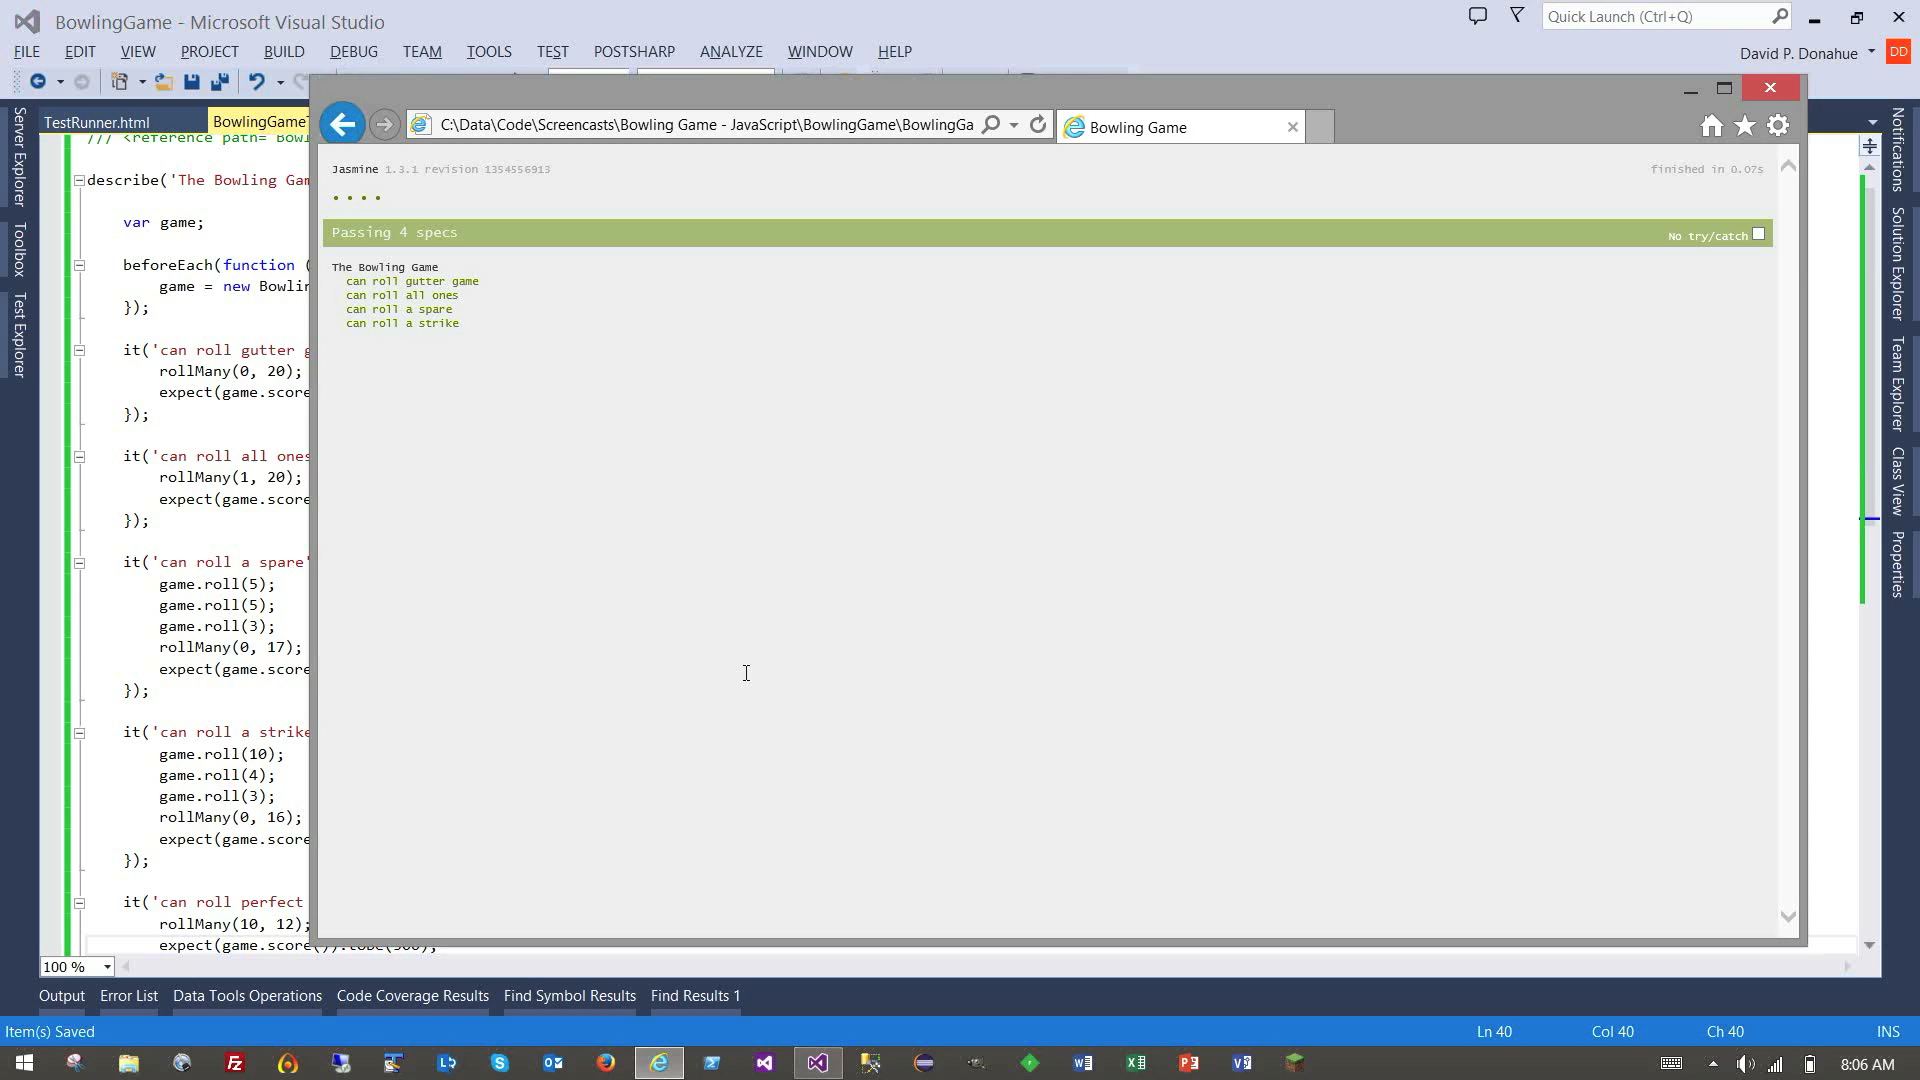 BowlingGame - Microsoft Visual Studio
Quick Launch (Ctrl+Q)
FILE EDIT VIEW PROJECT BUILD DEBUG TEAM TOOLS TEST POSTSHARP ANALYZE WINDOW HELP
David P. Donahue DD
TestRunner.html BowlingGame
C:\Data\Code\Screencasts\Bowling Game - JavaScript\BowlingGame\BowlingGa
Bowling Game
Server Explorer
Toolbox
Test Explorer
/// <reference path="Bowl
describe('The Bowling Gam
var game;
beforeEach(function (
game = new Bowlin
});
it('can roll gutter g
rollMany(0, 20);
expect(game.score
});
it('can roll all ones
rollMany(1, 20);
expect(game.score
});
it('can roll a spare'
game.roll(5);
game.roll(5);
game.roll(3);
rollMany(0, 17);
expect(game.score
});
it('can roll a strike
game.roll(10);
game.roll(4);
game.roll(3);
rollMany(0, 16);
expect(game.score
});
it('can roll perfect
rollMany(10, 12);
expect(game.score()).toBe(300);
Jasmine 1.3.1 revision 1354556913
finished in 0.07s
Passing 4 specs
No try/catch
The Bowling Game
can roll gutter game
can roll all ones
can roll a spare
can roll a strike
Notifications
Solution Explorer
Team Explorer
Class View
Properties
100 %
Output Error List Data Tools Operations Code Coverage Results Find Symbol Results Find Results 1
Item(s) Saved
Ln 40 Col 40 Ch 40 INS
8:06 AM